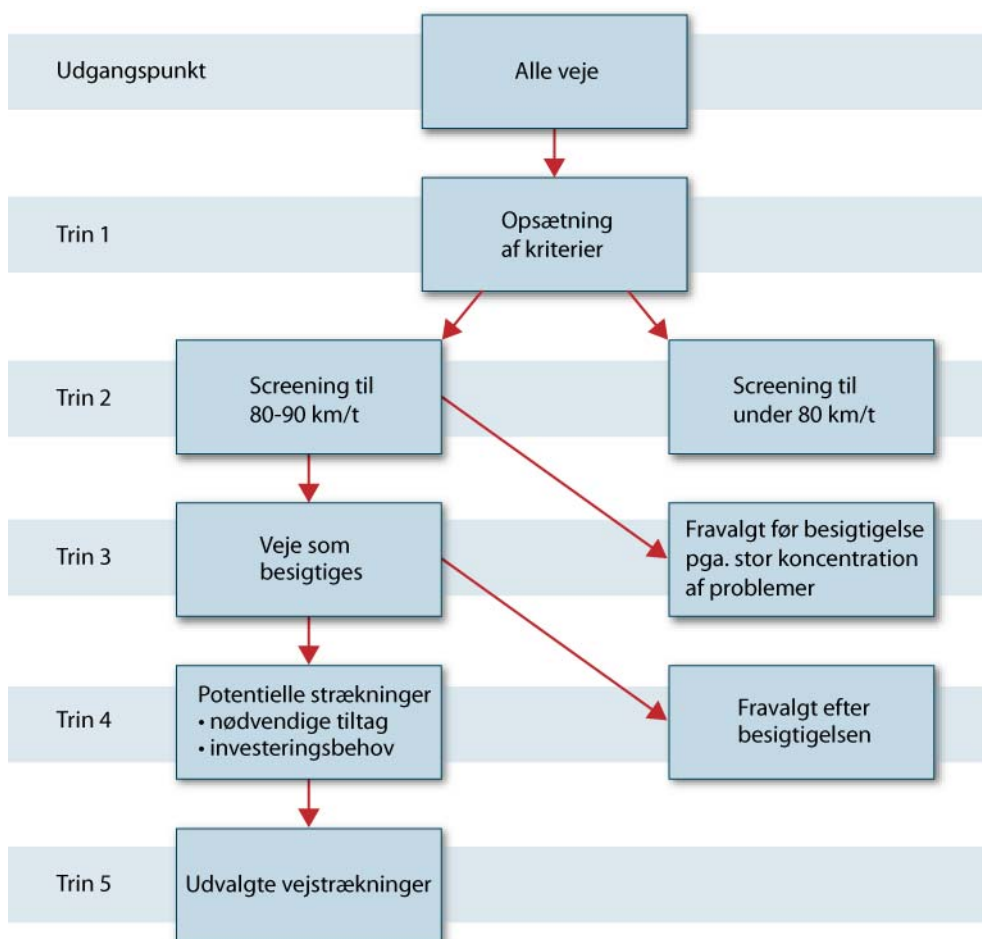 Udgangspunkt
Alle veje
Trin 1
Opsætning
af kriterier
Trin 2
Screening til
80-90 km/t
Screening til
under 80 km/t
Trin 3
Veje som
besigtiges
Fravalgt før besigtigelse
pga. stor koncentration
af problemer
Trin 4
Potentielle strækninger
• nødvendige tiltag
• investeringsbehov
Fravalgt efter
besigtigelsen
Trin 5
Udvalgte vejstrækninger